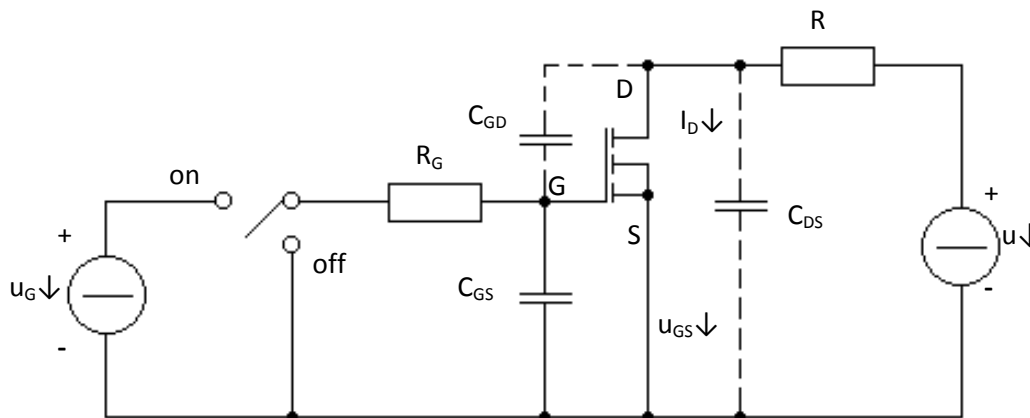 R
D
C_GD
I_D↓
R_G
on
G
+
+
C_DS
S
u↓
off
u_G↓
C_GS
-
u_GS↓
-